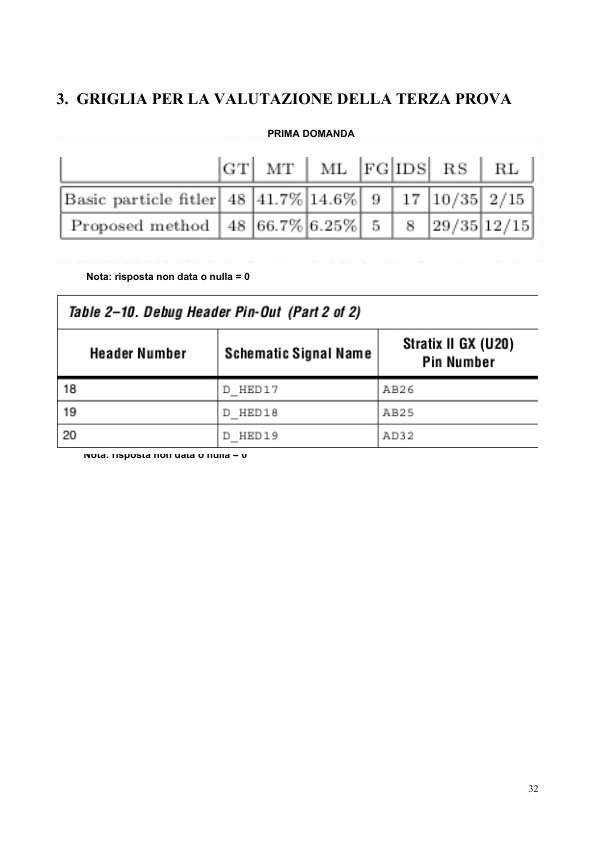 3. GRIGLIA PER LA VALUTAZIONE DELLA TERZA PROVA
PRIMA DOMANDA
GT MT ML FG IDS RS RL
Basic particle fitler 48 41.7% 14.6% 9 17 10/35 2/15
Proposed method 48 66.7% 6.25% 5 8 29/35 12/15
Nota: risposta non data o nulla = 0
Table 2–10. Debug Header Pin-Out (Part 2 of 2)
Header Number Schematic Signal Name Stratix II GX (U20) Pin Number
18 D_HED17 AB26
19 D_HED18 AB25
20 D_HED19 AD32
Nota: risposta non data o nulla = 0
32